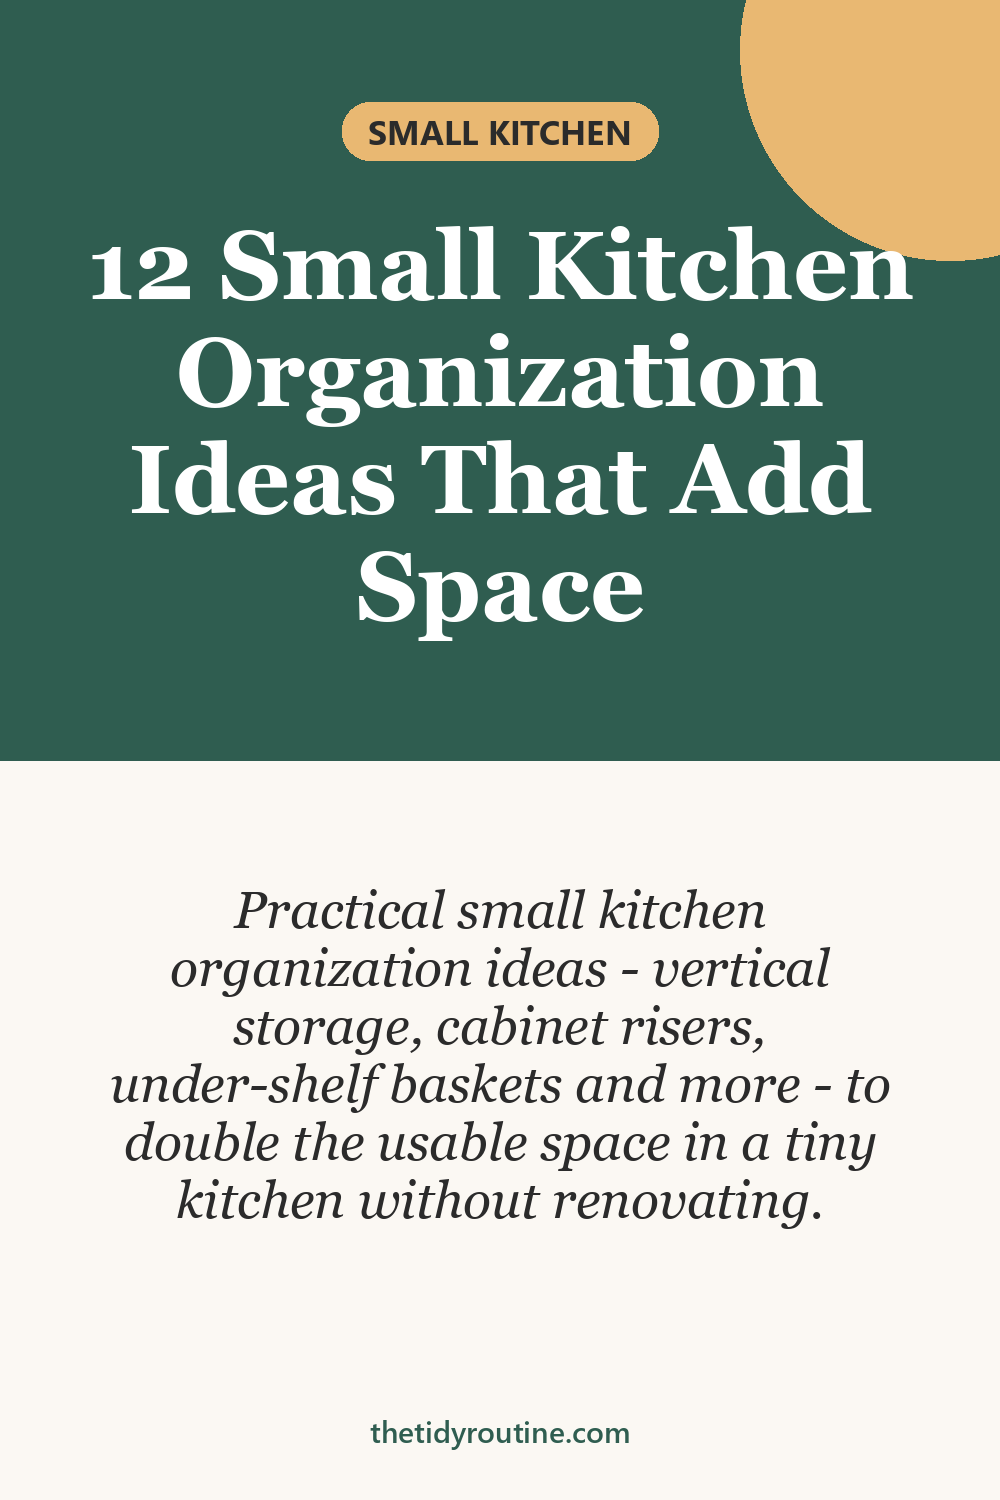 SMALL KITCHEN
12 Small Kitchen
Organization
Ideas That Add
Space
Practical small kitchen
organization ideas - vertical
storage, cabinet risers,
under-shelf baskets and more - to
double the usable space in a tiny
kitchen without renovating.
thetidyroutine.com